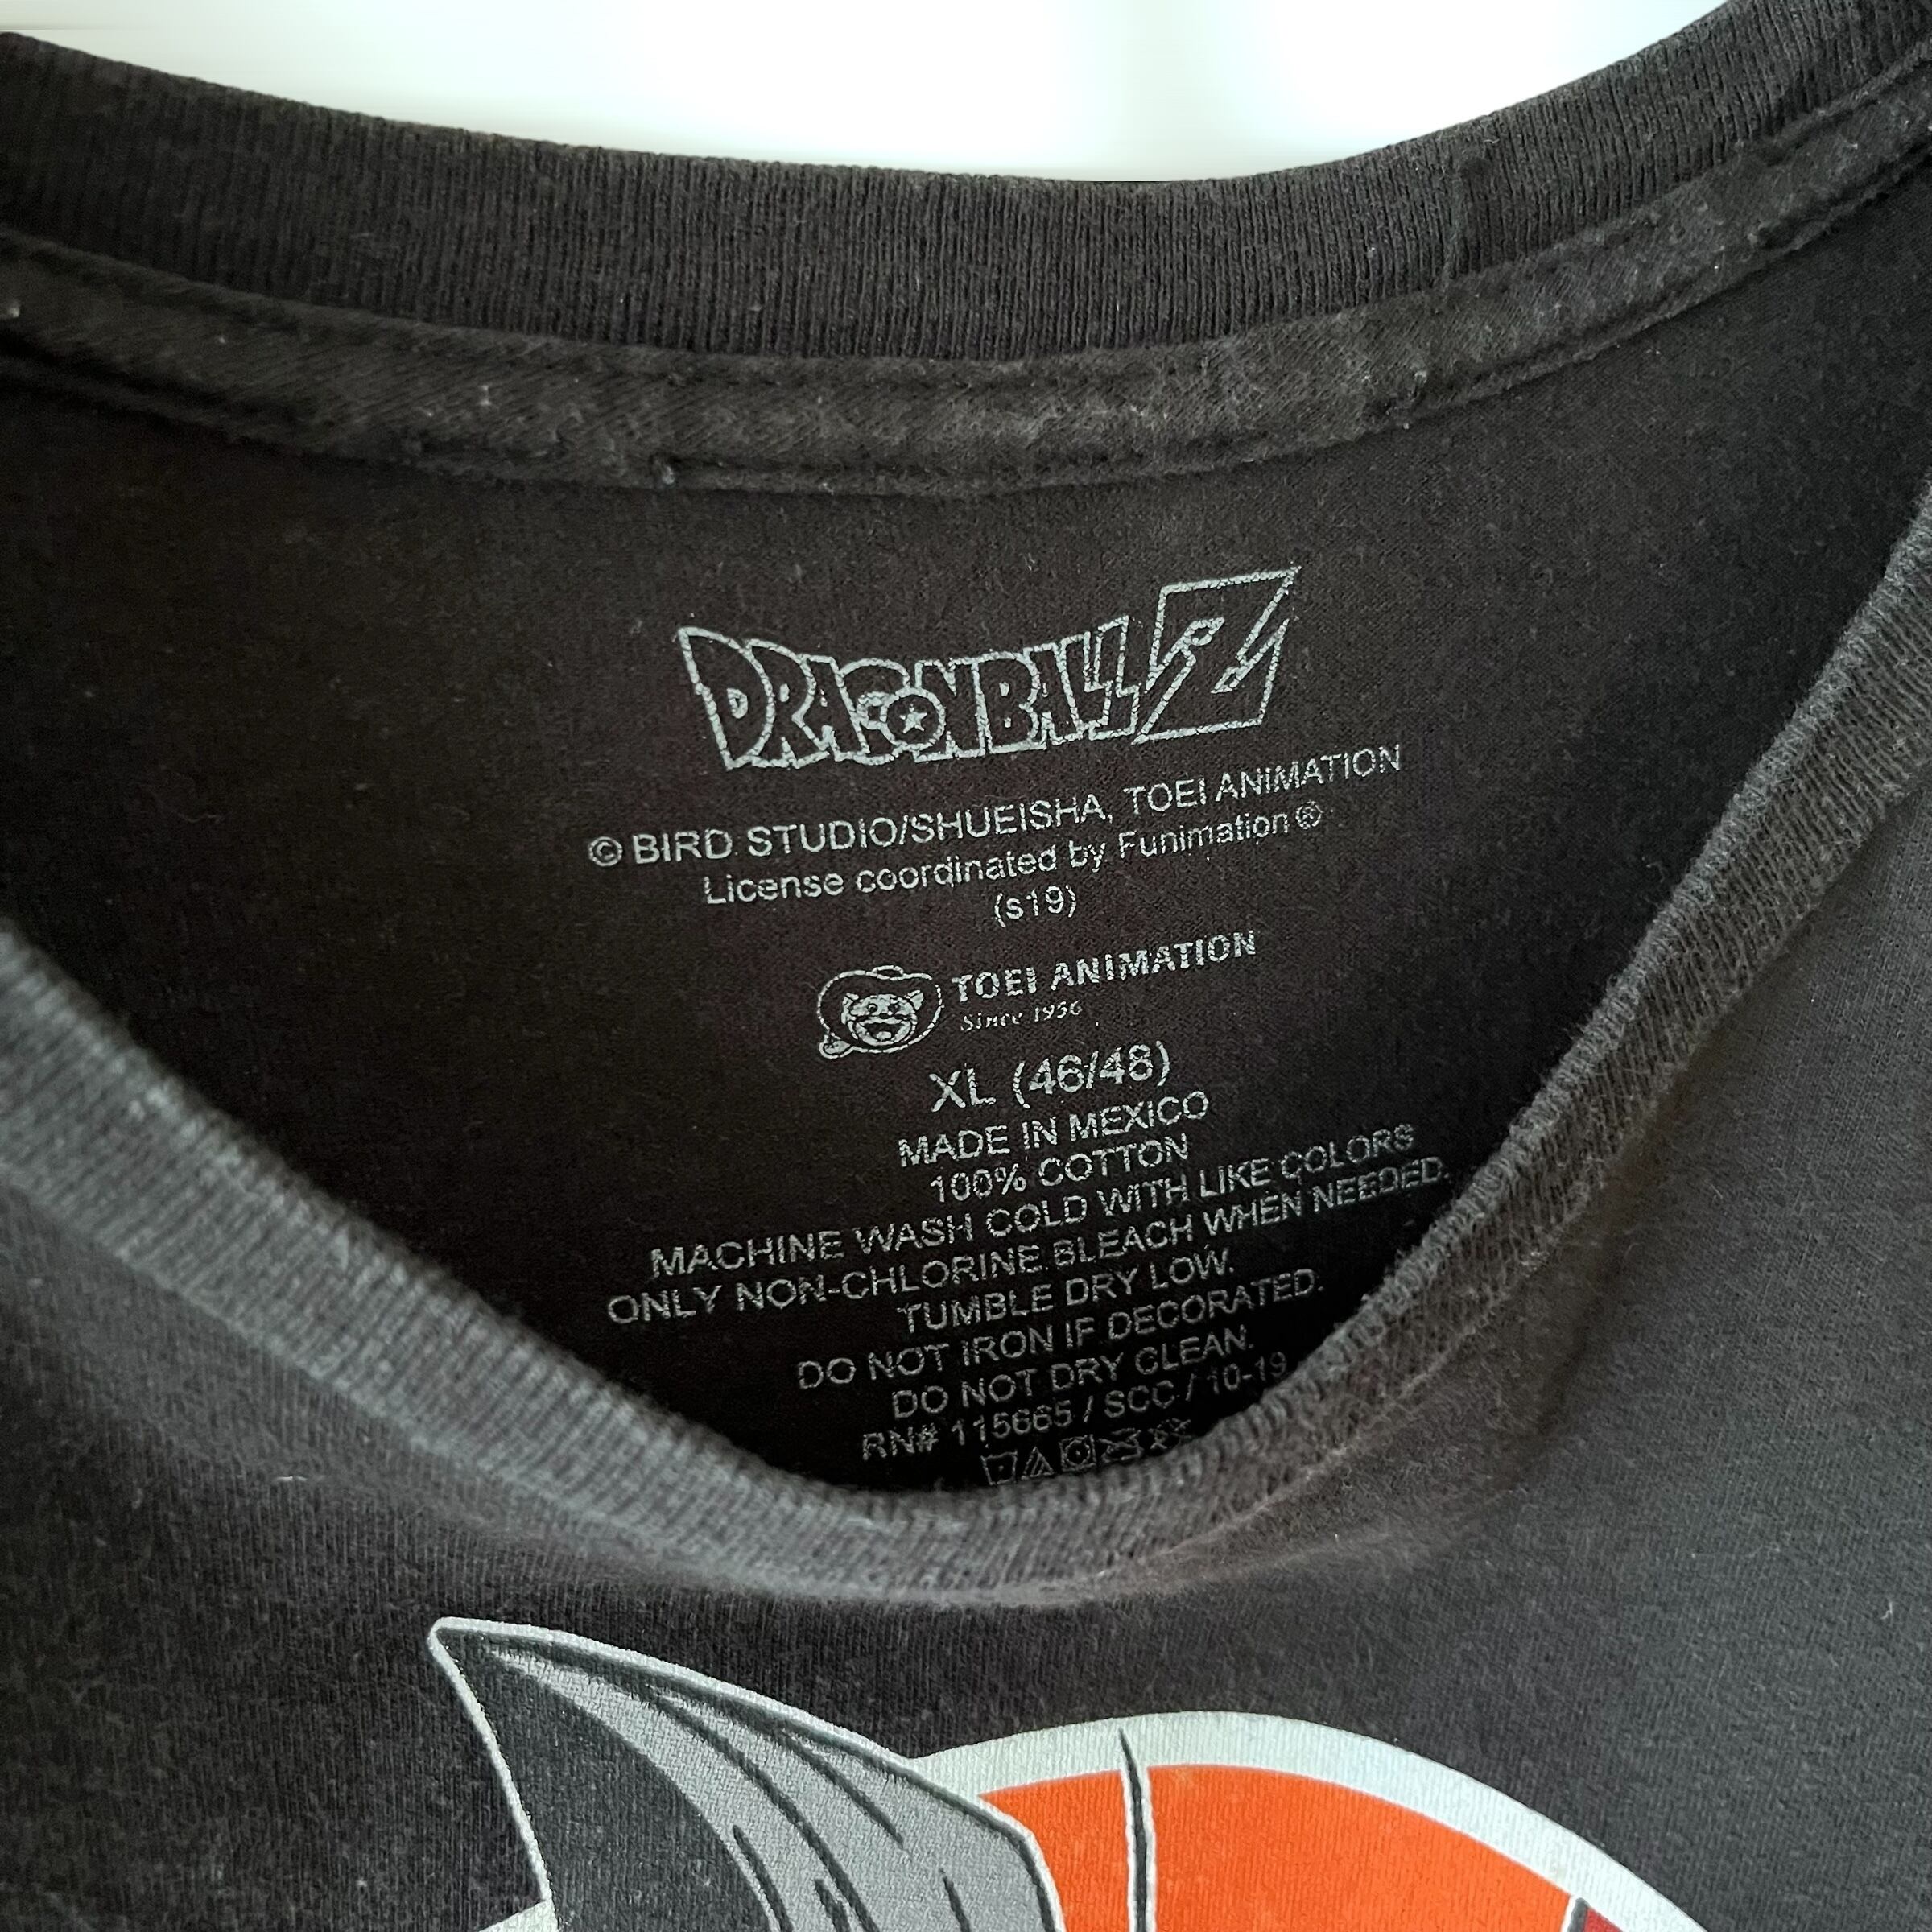 DRAGONBALL Z
© BIRD STUDIO/SHUEISHA, TOEI ANIMATION
License coordinated by Funimation®
(s19)
TOEI ANIMATION
Since 1956
XL (46/48)
MADE IN MEXICO
100% COTTON
MACHINE WASH COLD WITH LIKE COLORS
ONLY NON-CHLORINE BLEACH WHEN NEEDED.
TUMBLE DRY LOW.
DO NOT IRON IF DECORATED.
DO NOT DRY CLEAN.
RN# 115665 / SCC / 10-19